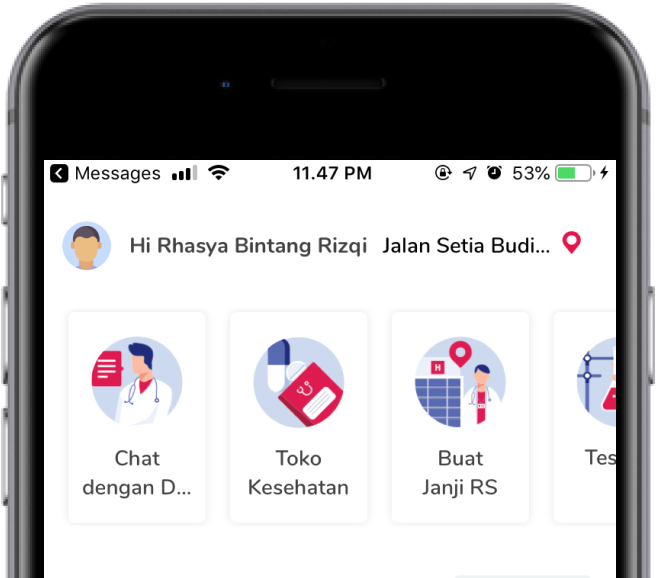 Messages 11.47 PM 53%
Hi Rhasya Bintang Rizqi Jalan Setia Budi...
H
Chat
dengan D...
Toko
Kesehatan
Buat
Janji RS
Tes